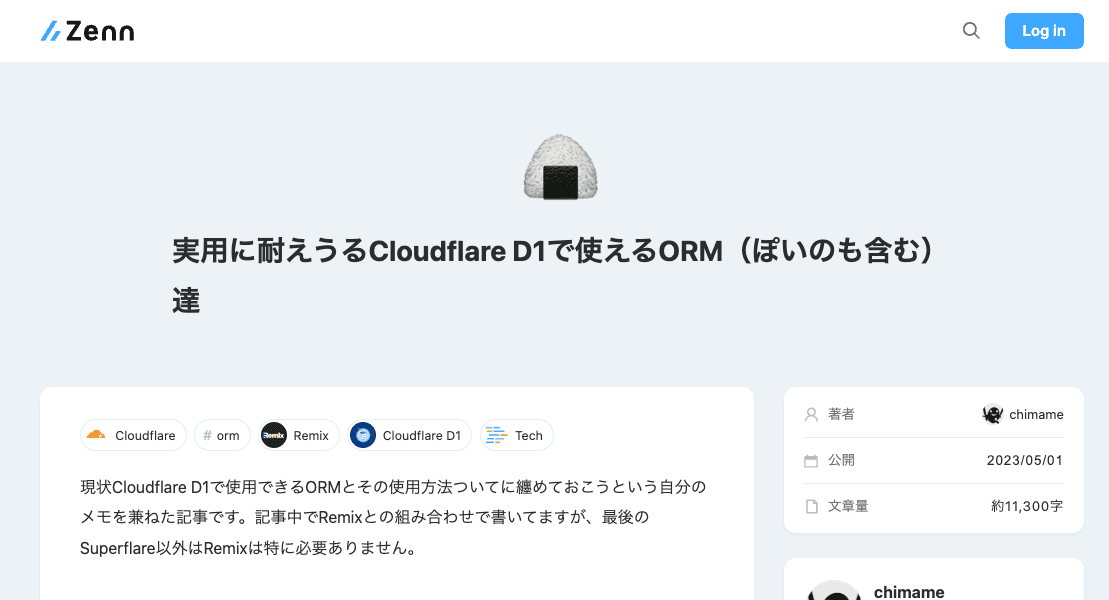 Zenn
Log in
実用に耐えうるCloudflare D1で使えるORM（ぽいのも含む）
達
Cloudflare
# orm
Remix
Cloudflare D1
Tech
現状Cloudflare D1で使用できるORMとその使用方法ついてに纏めておこうという自分の
メモを兼ねた記事です。記事中でRemixとの組み合わせで書いてますが、最後の
Superflare以外はRemixは特に必要ありません。
著者 chimame
公開 2023/05/01
文章量 約11,300字
chimame